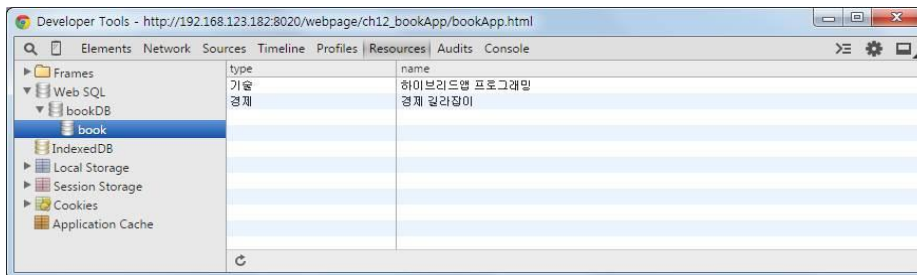 Developer Tools - http://192.168.123.182:8020/webpage/ch12_bookApp/bookApp.html
Elements Network Sources Timeline Profiles Resources Audits Console
Frames
Web SQL
bookDB
book
IndexedDB
Local Storage
Session Storage
Cookies
Application Cache
type name
기술 하이브리드앱 프로그래밍
경제 경제 길라잡이